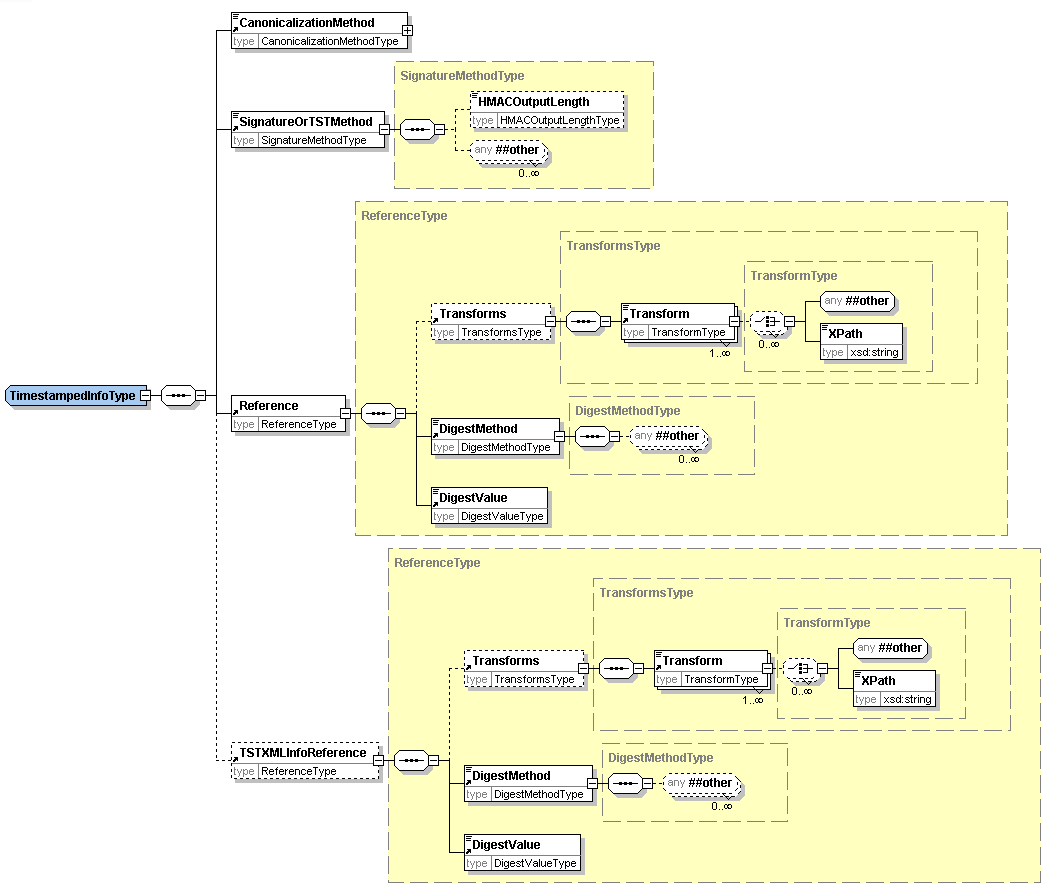 CanonicalizationMethod
type CanonicalizationMethodType
SignatureMethodType
HMACOutputLength
type HMACOutputLengthType
SignatureOrTSTMethod
type SignatureMethodType
any ##other
0..∞
ReferenceType
TransformsType
TransformType
any ##other
Transforms
type TransformsType
Transform
type TransformType
1..∞
0..∞
XPath
type xsd:string
TimestampedInfoType
Reference
type ReferenceType
DigestMethodType
DigestMethod
type DigestMethodType
any ##other
0..∞
DigestValue
type DigestValueType
ReferenceType
TransformsType
TransformType
any ##other
Transforms
type TransformsType
Transform
type TransformType
1..∞
0..∞
XPath
type xsd:string
TSTXMLInfoReference
type ReferenceType
DigestMethodType
DigestMethod
type DigestMethodType
any ##other
0..∞
DigestValue
type DigestValueType